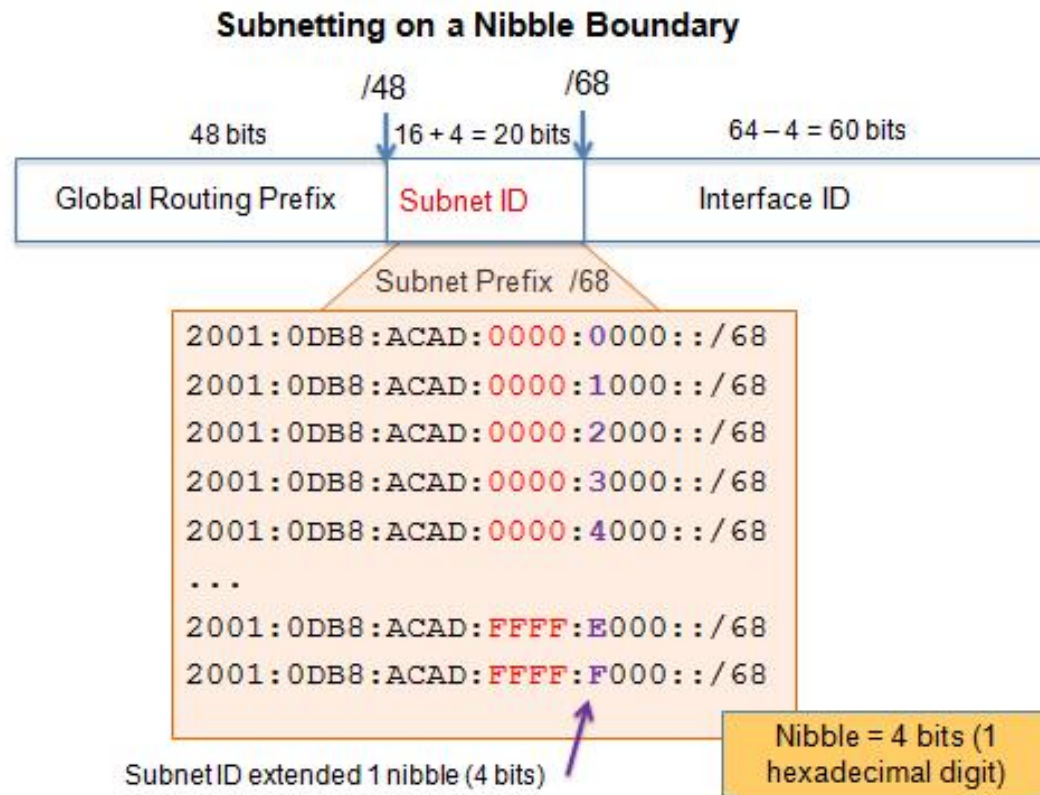 Subnetting on a Nibble Boundary
/48 /68
48 bits 16 + 4 = 20 bits 64 – 4 = 60 bits
Global Routing Prefix Subnet ID Interface ID
Subnet Prefix /68
2001:0DB8:ACAD:0000:0000::/68
2001:0DB8:ACAD:0000:1000::/68
2001:0DB8:ACAD:0000:2000::/68
2001:0DB8:ACAD:0000:3000::/68
2001:0DB8:ACAD:0000:4000::/68
...
2001:0DB8:ACAD:FFFF:E000::/68
2001:0DB8:ACAD:FFFF:F000::/68
Subnet ID extended 1 nibble (4 bits)
Nibble = 4 bits (1
hexadecimal digit)